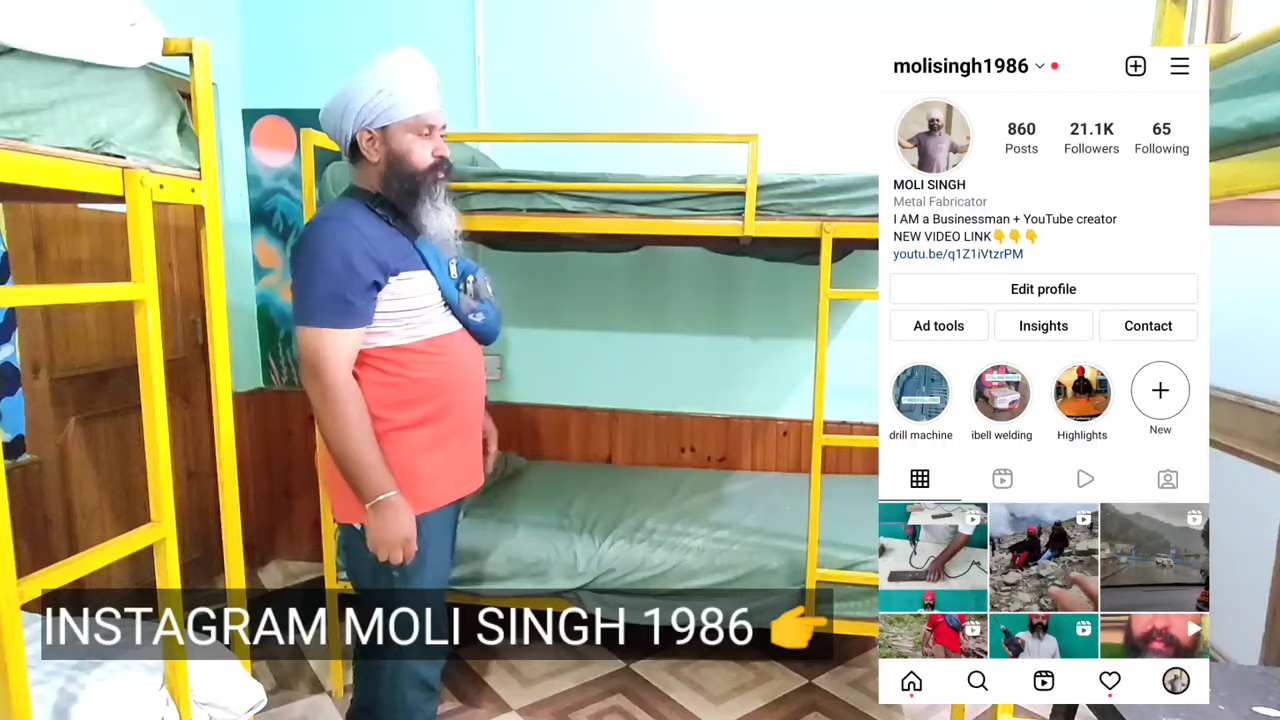 molisingh1986
860
21.1K
65
Posts
Followers
Following
MOLI SINGH
Metal Fabricator
I AM a Businessman + YouTube creator
NEW VIDEO LINK👇👇👇
youtu.be/q1Z1iVtzrPM
Edit profile
Ad tools
Insights
Contact
drill machine
ibell welding
Highlights
New
INSTAGRAM MOLI SINGH 1986 👉